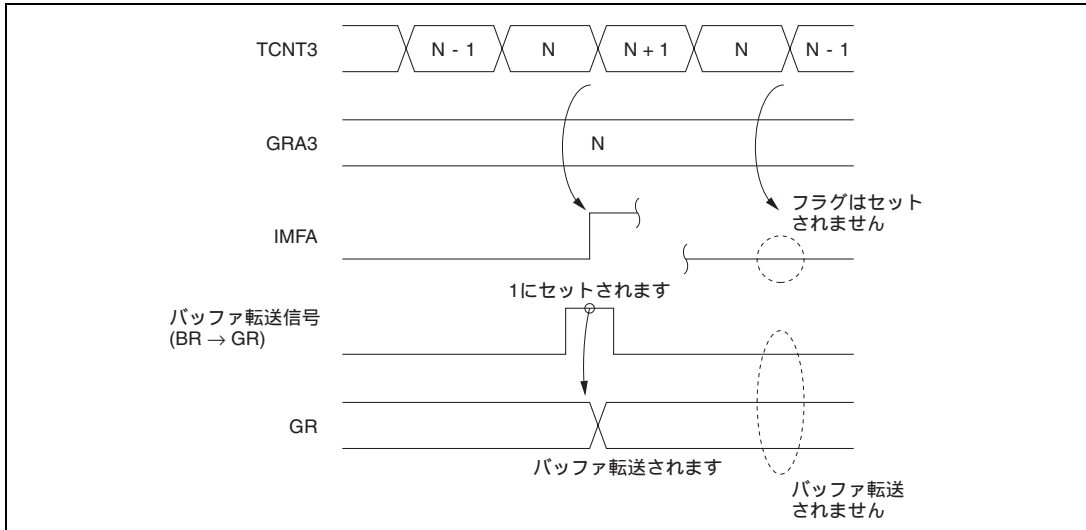 TCNT3
N - 1
N
N + 1
N
N - 1
GRA3
N
フラグはセット
されません
IMFA
1にセットされます
バッファ転送信号
(BR → GR)
GR
バッファ転送されます
バッファ転送
されません